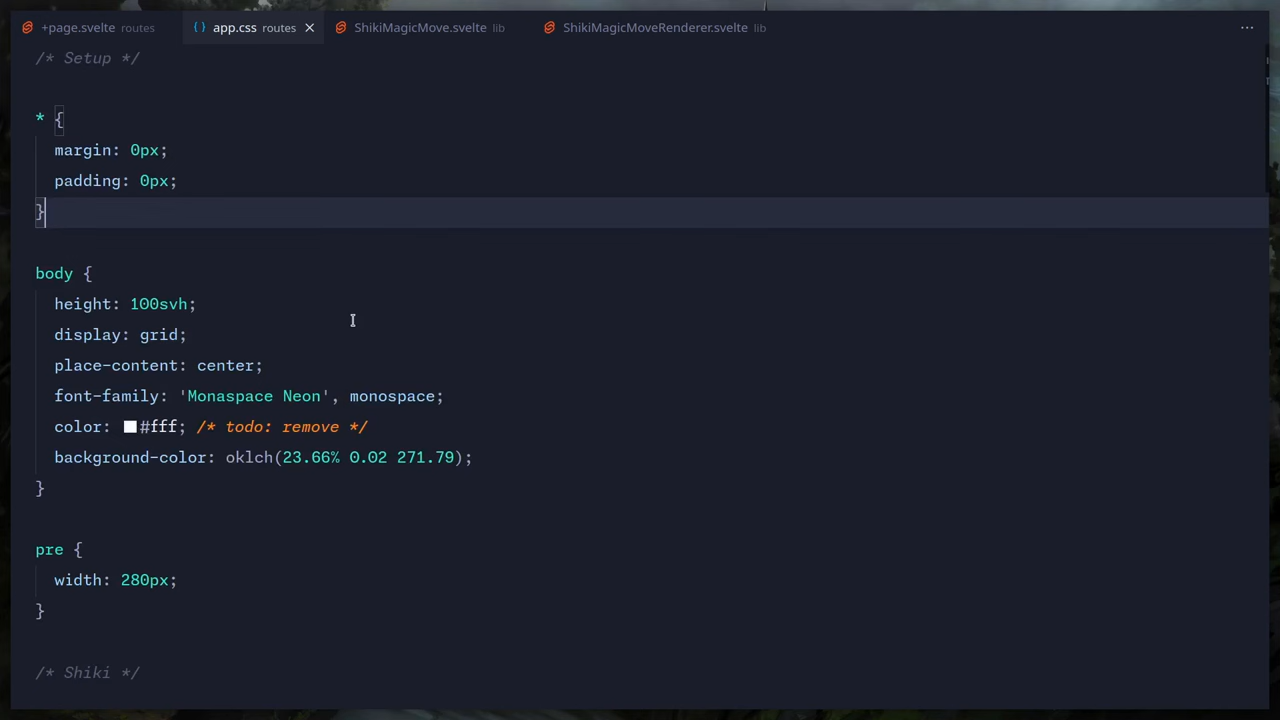 +page.svelte routes
{} app.css routes
ShikiMagicMove.svelte lib
ShikiMagicMoveRenderer.svelte lib
/* Setup */
* {
margin: 0px;
padding: 0px;
}
body {
height: 100svh;
display: grid;
place-content: center;
font-family: 'Monaspace Neon', monospace;
color: #fff; /* todo: remove */
background-color: oklch(23.66% 0.02 271.79);
}
pre {
width: 280px;
}
/* Shiki */